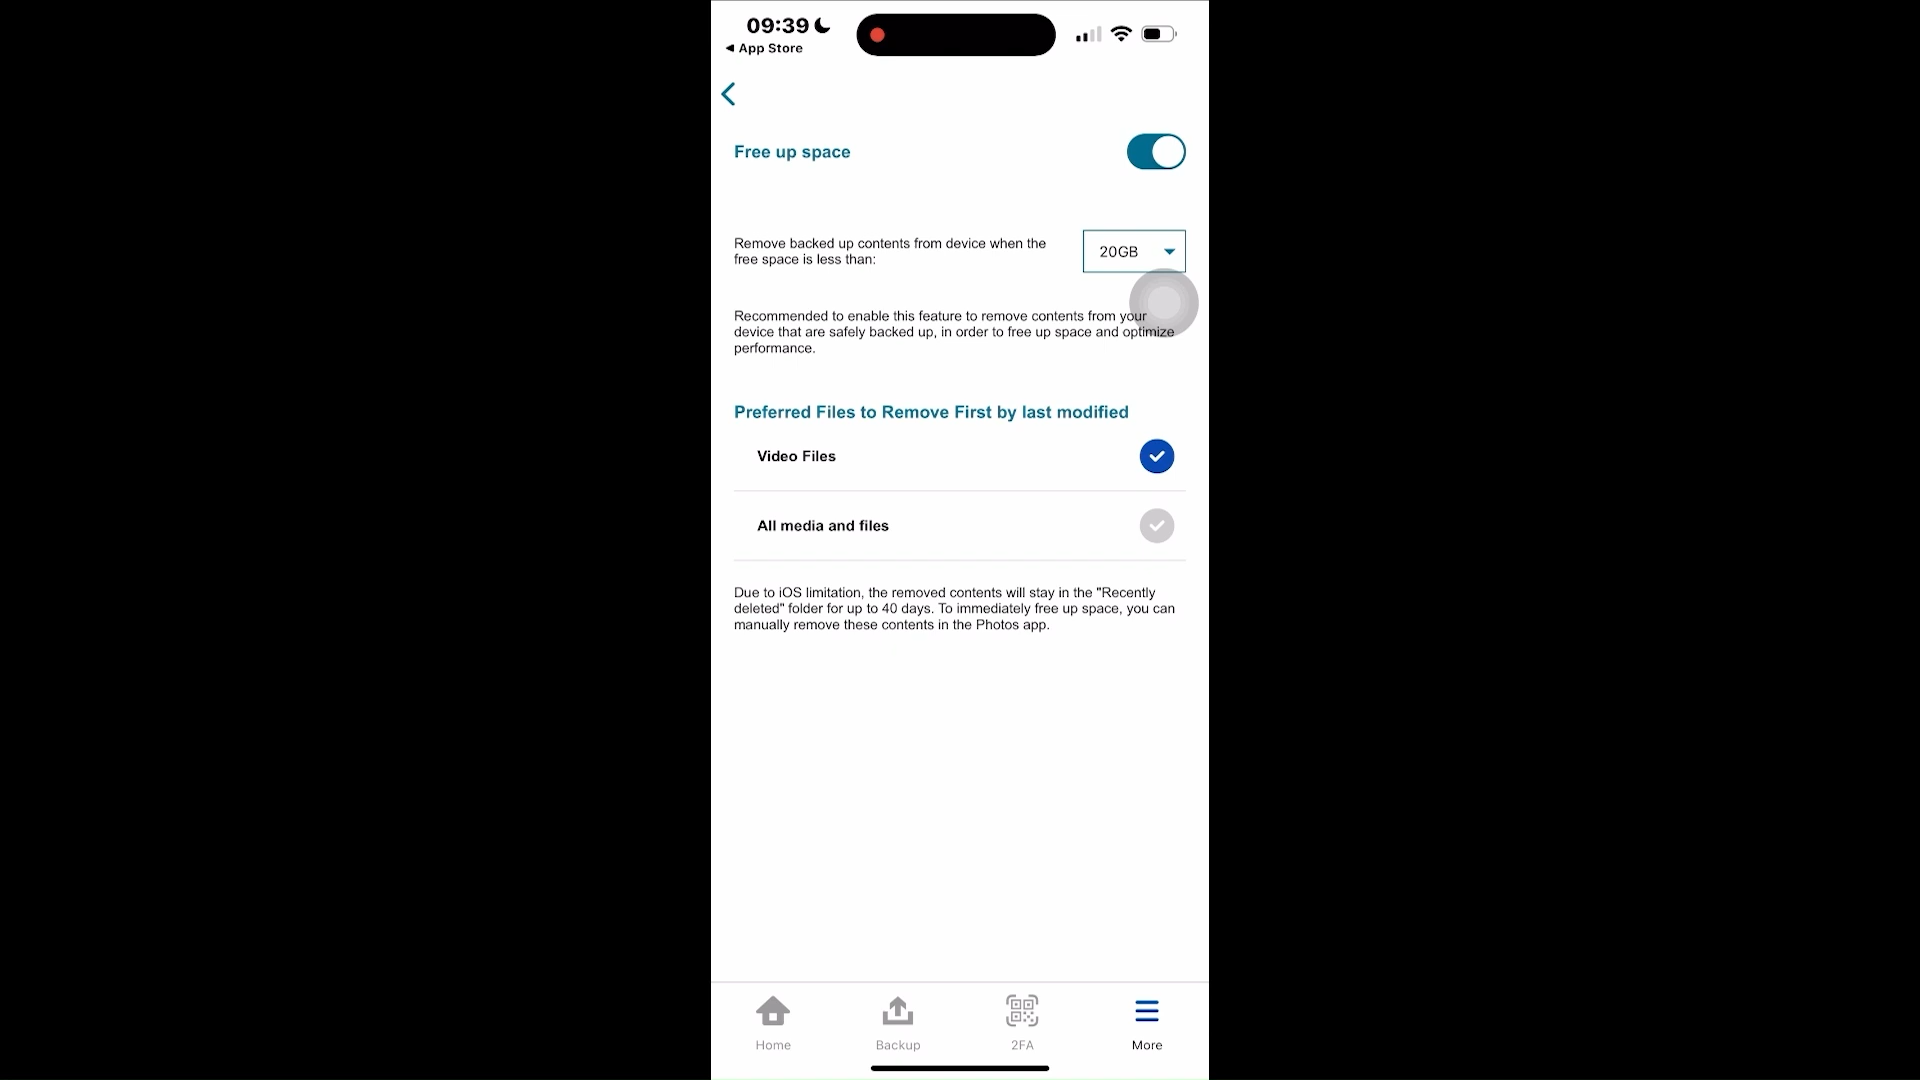 09:39
App Store
Free up space
Remove backed up contents from device when the
free space is less than:
20GB
Recommended to enable this feature to remove contents from your
device that are safely backed up, in order to free up space and optimize
performance.
Preferred Files to Remove First by last modified
Video Files
All media and files
Due to iOS limitation, the removed contents will stay in the "Recently
deleted" folder for up to 40 days. To immediately free up space, you can
manually remove these contents in the Photos app.
Home
Backup
2FA
More